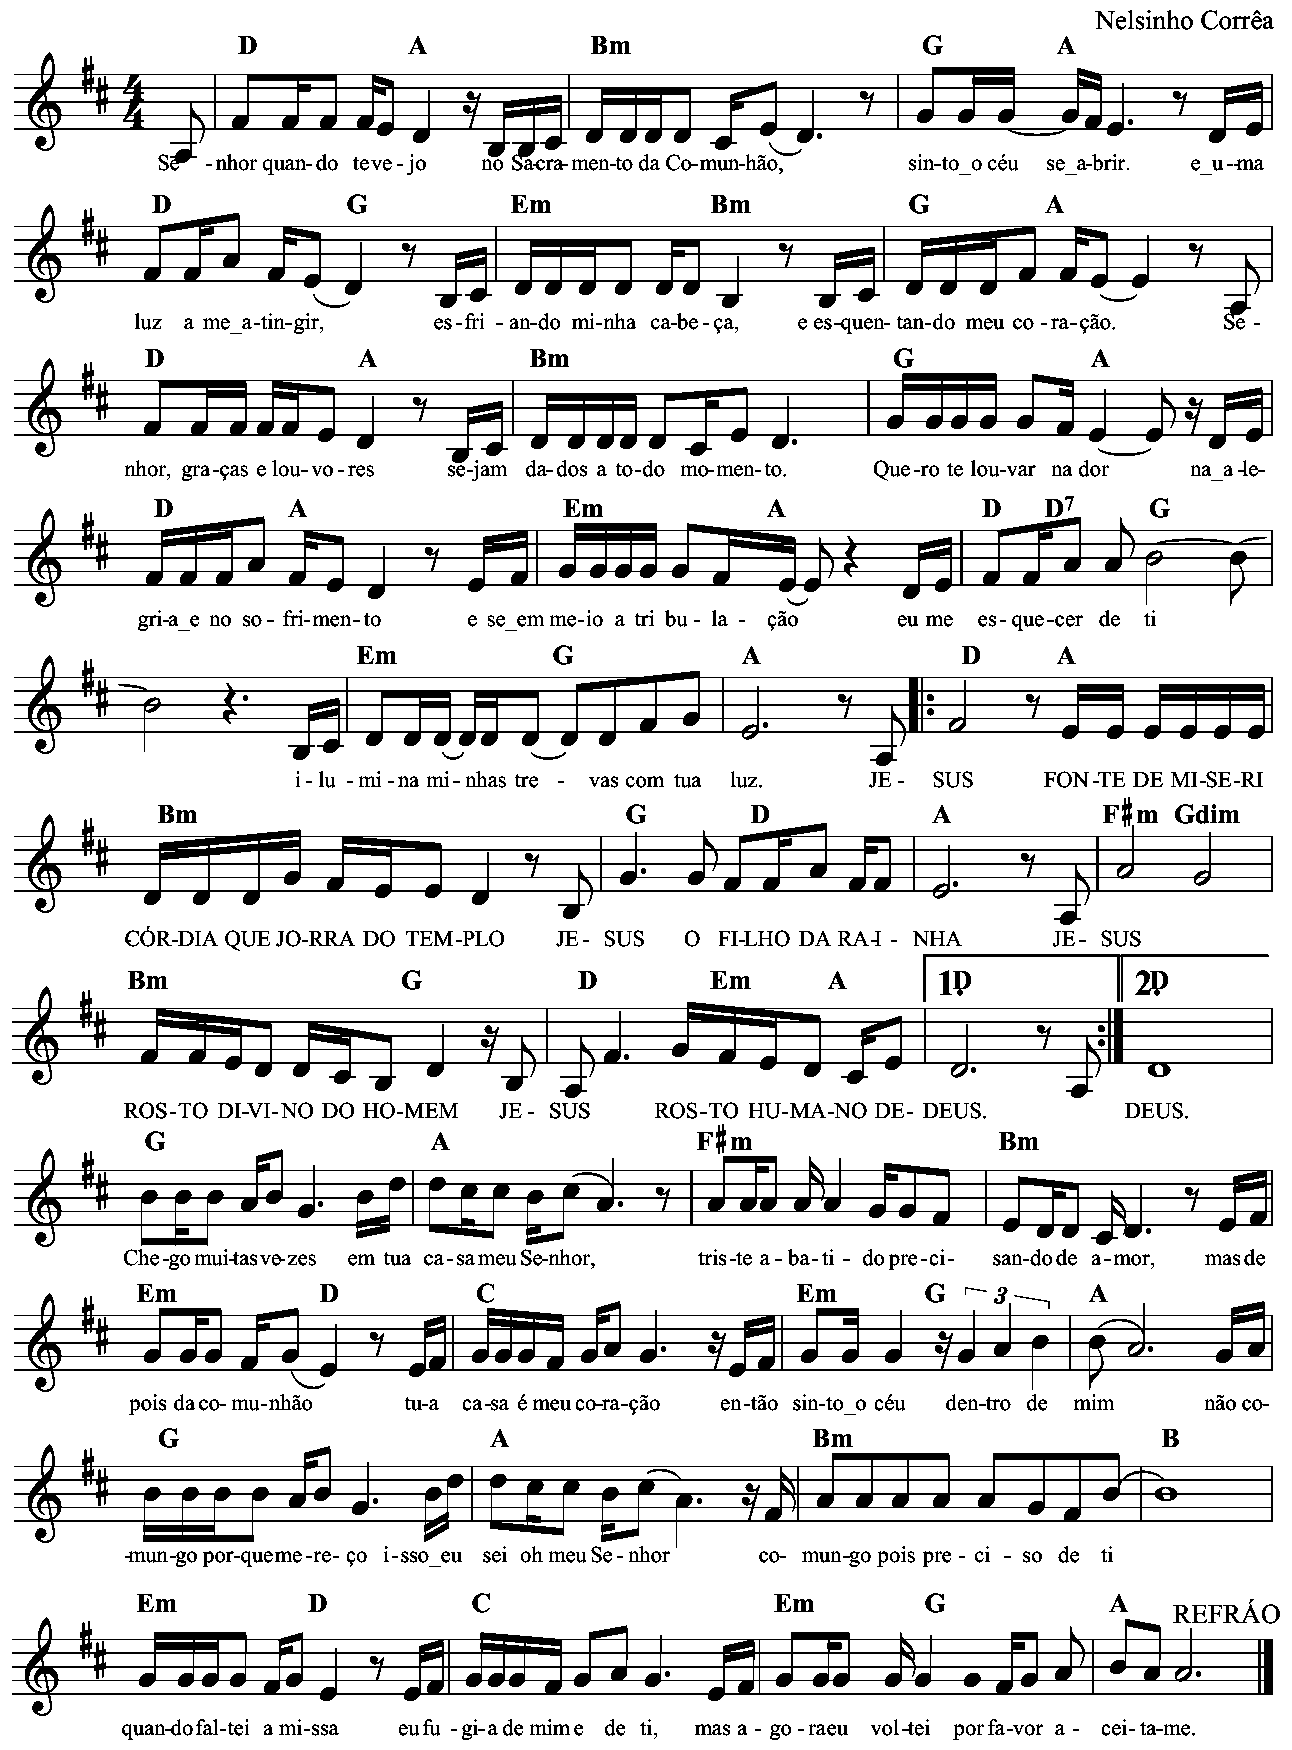 Nelsinho Corrêa
D A Bm G A
4
4
Se - nhor quan-do te ve-jo no Sa-cra-men-to da Co-mun-hão, sin-to_o céu se_a-brir. e_u-ma
D G Em Bm G A
luz a me_a-tin-gir, es-fri-an-do mi-nha ca-be-ça, e es-quen-tan-do meu co-ra-ção. Se-
D A Bm G A
nhor, gra-ças e lou-vo-res se-jam da-dos a to-do mo-men-to. Que-ro te lou-var na dor na_a-le-
D A Em A D D7 G
gri-a_e no so-fri-men-to e se_em me-io a tri bu-la-ção eu me es-que-cer de ti
Em G A D A
i-lu-mi-na mi-nhas tre-vas com tua luz. JE- SUS FON-TE DE MI-SE-RI
Bm G D A F#m Gdim
CÓR-DIA QUE JO-RRA DO TEM-PLO JE- SUS O FI-LHO DA RA-I-NHA JE- SUS
Bm G D Em A 1. D 2. D
ROS-TO DI-VI-NO DO HO-MEM JE- SUS ROS-TO HU-MA-NO DE- DEUS. DEUS.
G A F#m Bm
Che-go mui-tas ve-zes em tua ca-sa meu Se-nhor, tris-te a-ba-ti-do pre-ci-san-do de a-mor, mas de
Em D C Em G 3 A
pois da co-mu-nhão tu-a ca-sa é meu co-ra-ção en-tão sin-to_o céu den-tro de mim não co-
G A Bm B
-mun-go por-que me-re-ço i-sso_eu sei oh meu Se-nhor co-mun-go pois pre-ci-so de ti
Em D C Em G A REFRÁO
quan-do fal-tei a mi-ssa eu fu-gi-a de mim e de ti, mas a-go-ra eu vol-tei por fa-vor a-cei-ta-me.